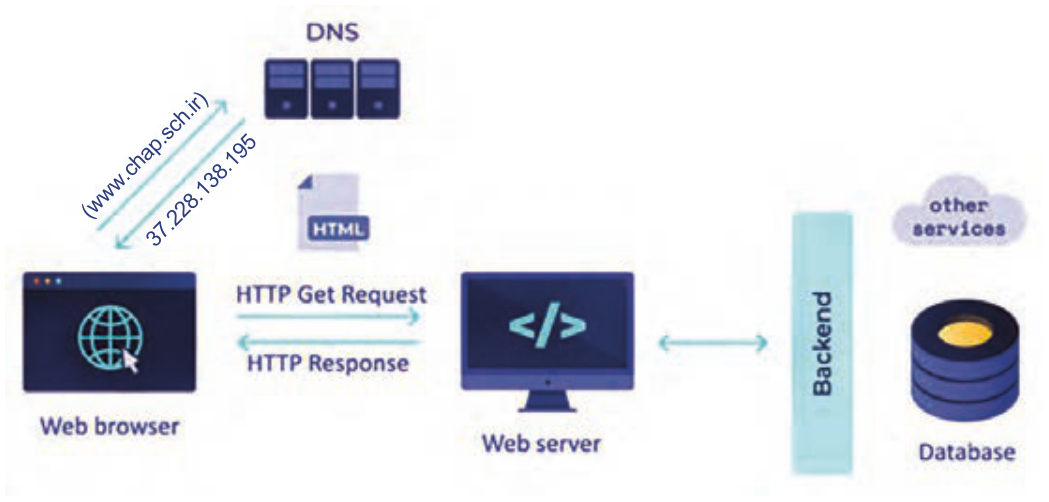 DNS
(www.chap.sch.ir)
37.228.138.195
HTML
HTTP Get Request
HTTP Response
Web browser
</>
Web server
Backend
other
services
Database